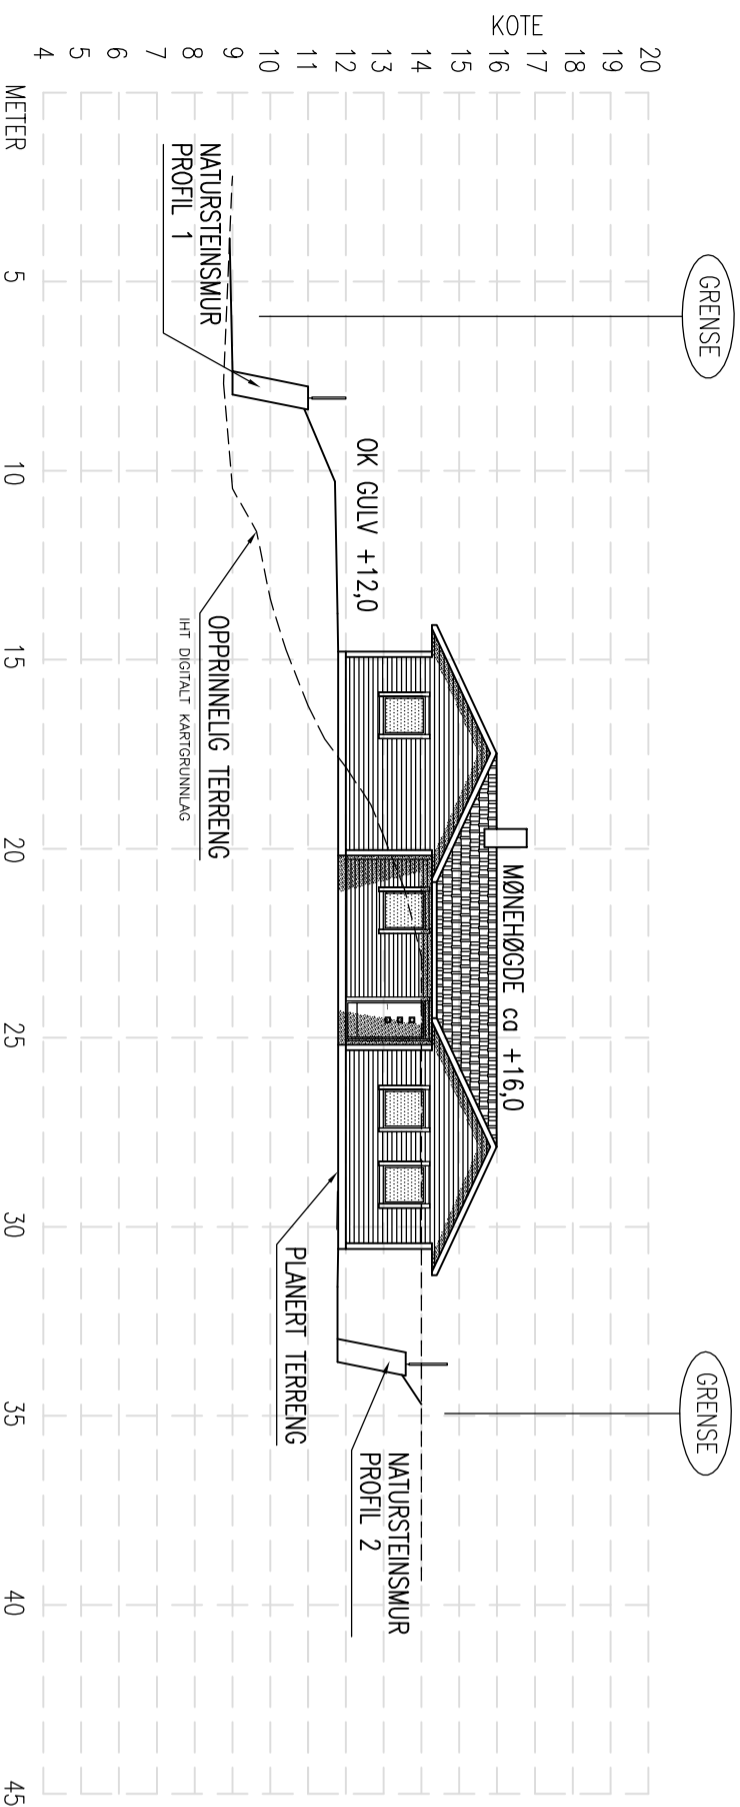 KOTE
20
19
18
17
16
15
14
13
12
11
10
9
8
7
6
5
4
METER
5
10
15
20
25
30
35
40
45
GRENSE
GRENSE
MØNEHØGDE ca +16,0
OK GULV +12,0
NATURSTEINSMUR
PROFIL 1
OPPRINNELIG TERRENG
IHT DIGITALT KARTGRUNNLAG
PLANERT TERRENG
NATURSTEINSMUR
PROFIL 2